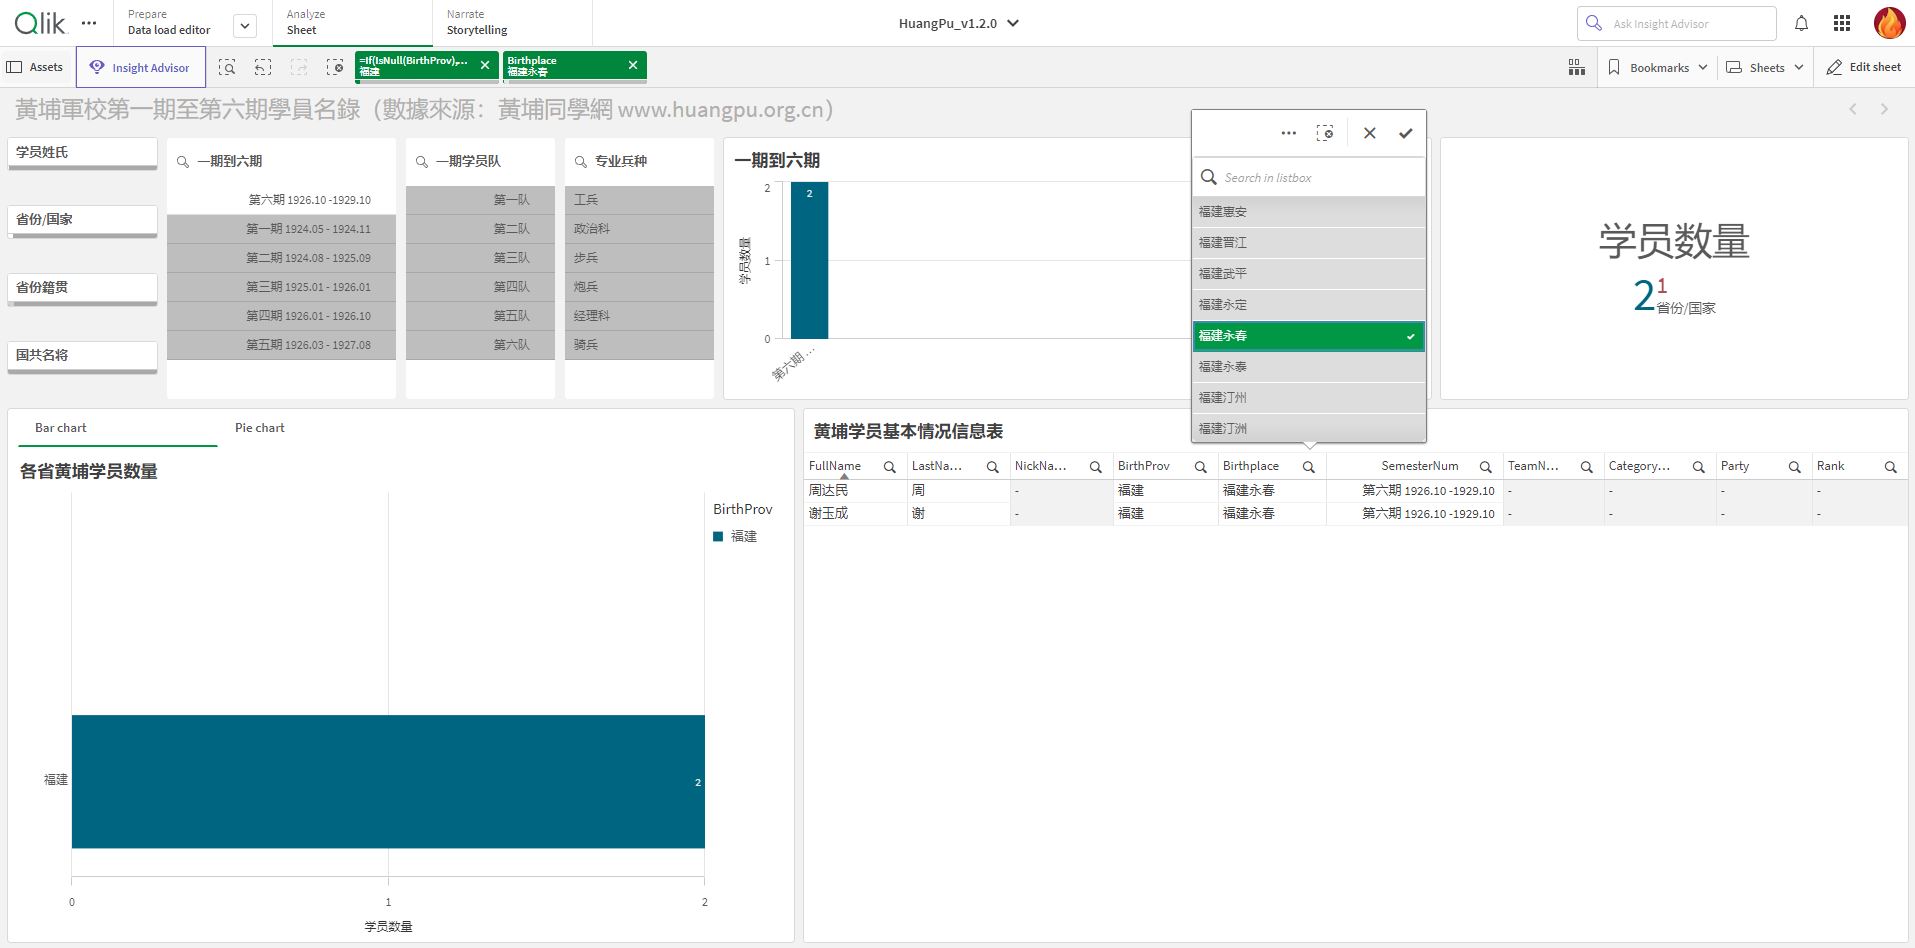 Qlik
Prepare
Data load editor
Analyze
Sheet
Narrate
Storytelling
HuangPu_v1.2.0
Ask Insight Advisor
Assets
Insight Advisor
=If(IsNull(BirthProv),...
福建
Birthplace
福建永春
Bookmarks
Sheets
Edit sheet
黃埔軍校第一期至第六期學員名錄（數據來源：黃埔同學網 www.huangpu.org.cn）
学员姓氏
省份/国家
省份籍贯
国共名将
一期到六期
第六期 1926.10 -1929.10
第一期 1924.05 - 1924.11
第二期 1924.08 - 1925.09
第三期 1925.01 - 1926.01
第四期 1926.01 - 1926.10
第五期 1926.03 - 1927.08
一期学员队
第一队
第二队
第三队
第四队
第五队
第六队
专业兵种
工兵
政治科
步兵
炮兵
经理科
骑兵
一期到六期
学员数量
2
1
0
2
第六期 ...
Search in listbox
福建惠安
福建晋江
福建武平
福建永定
福建永春
福建永泰
福建汀州
福建汀洲
学员数量
2
1
省份/国家
Bar chart
Pie chart
各省黄埔学员数量
BirthProv
福建
福建
2
0
1
2
学员数量
黄埔学员基本情况信息表
FullName LastNa... NickNa... BirthProv Birthplace SemesterNum TeamN... Category... Party Rank
周达民 周 - 福建 福建永春 第六期 1926.10 -1929.10 - - - -
谢玉成 谢 - 福建 福建永春 第六期 1926.10 -1929.10 - - - -